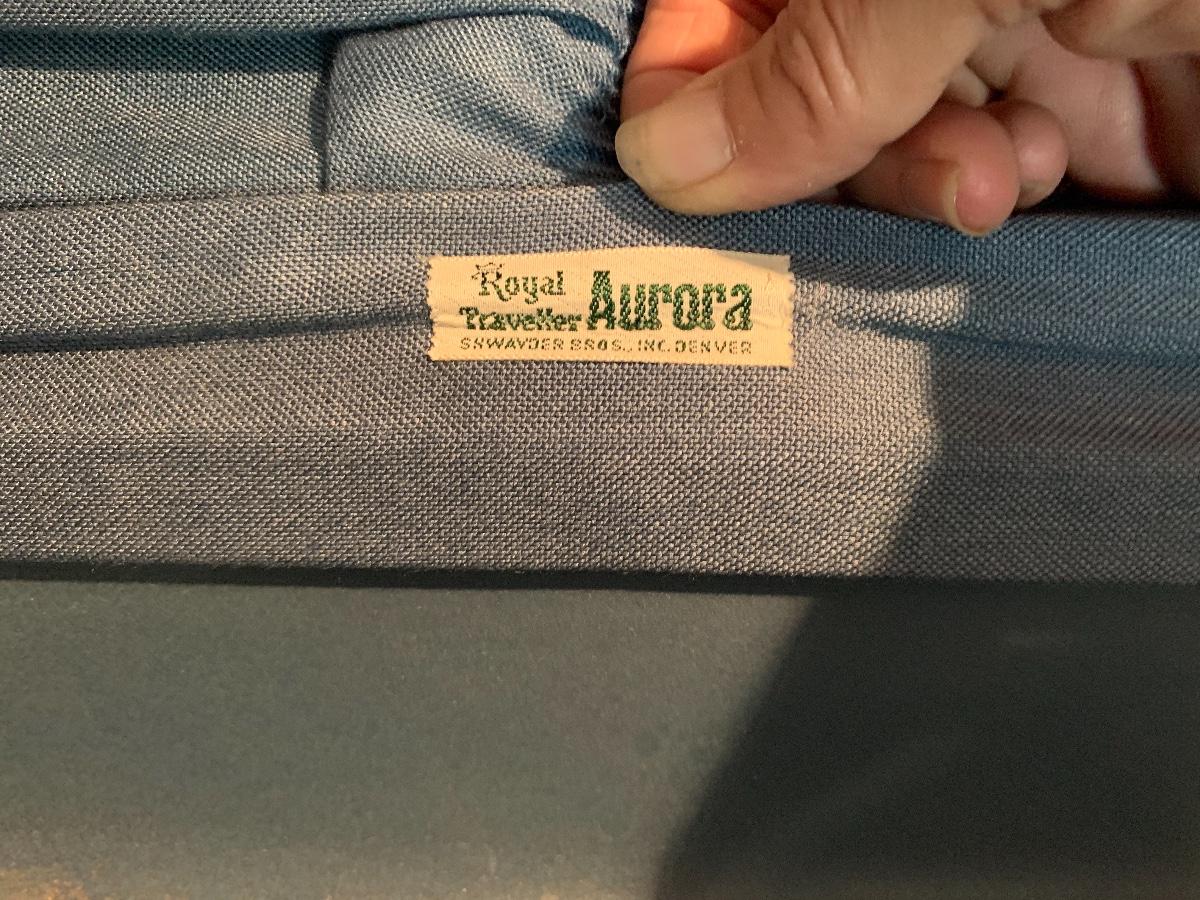 Royal
Traveller Aurora
SHWAYDER BROS., INC. DENVER